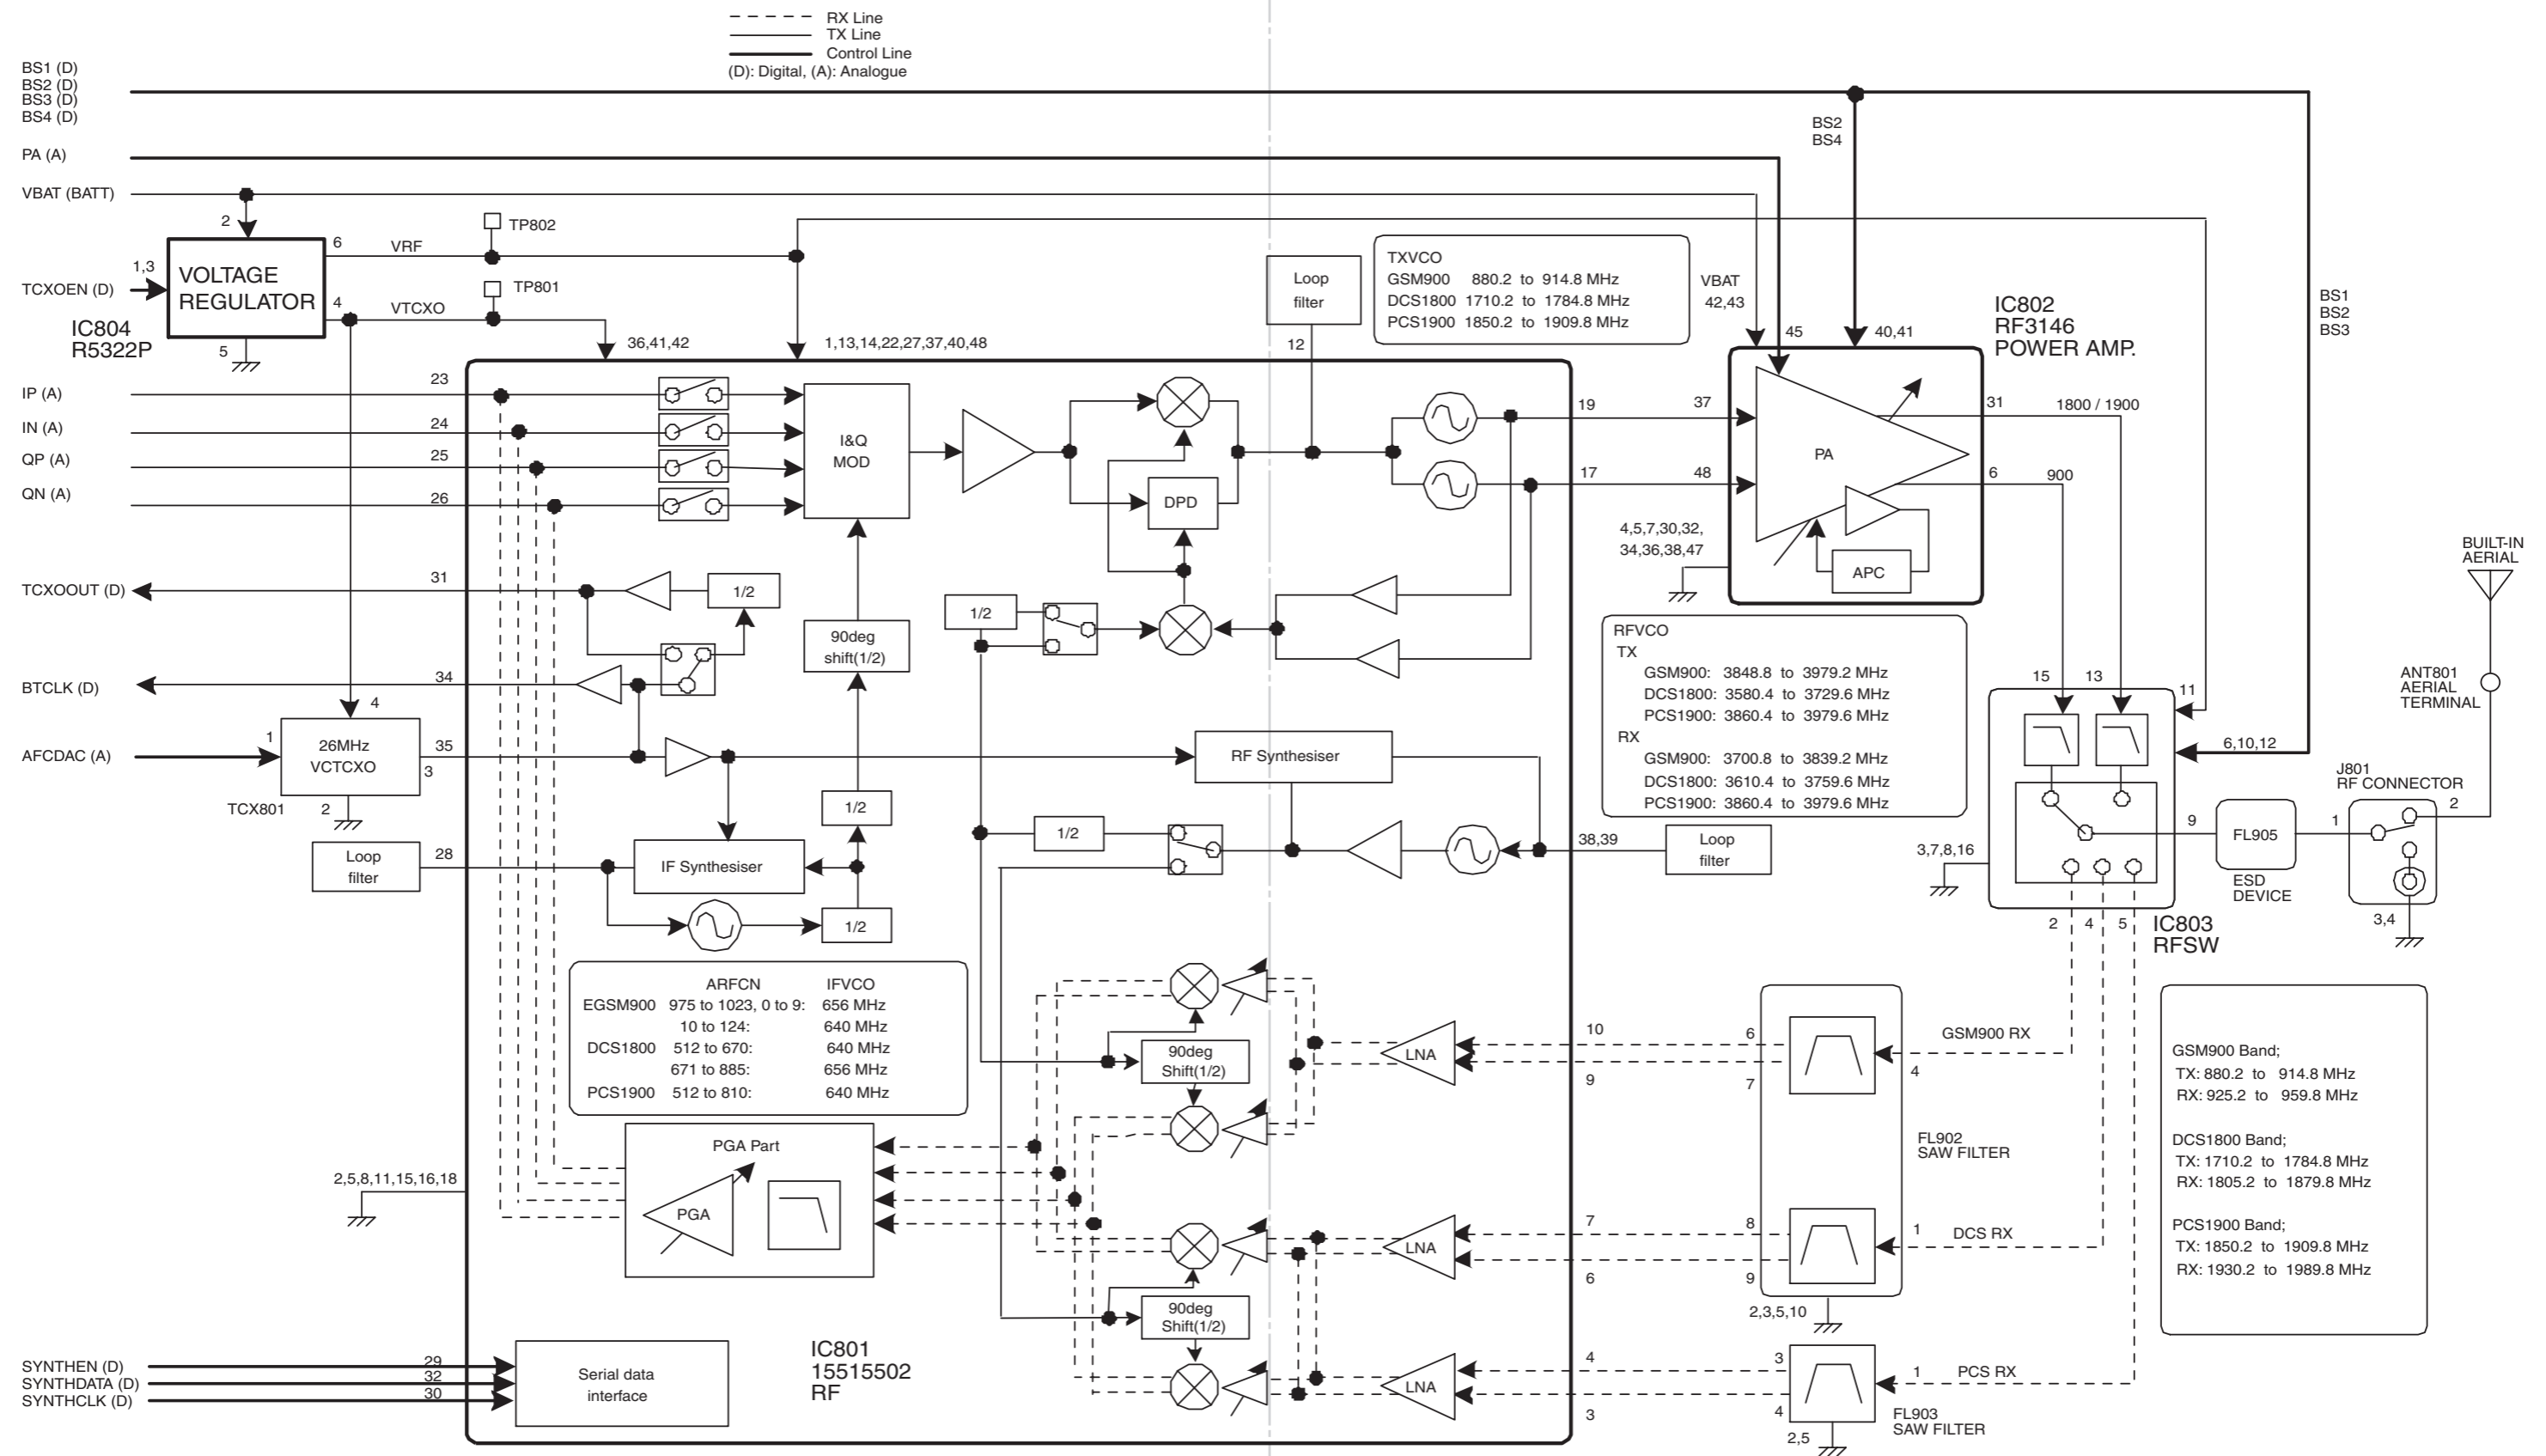 RX Line
TX Line
Control Line
(D): Digital, (A): Analogue
BS1 (D)
BS2 (D)
BS3 (D)
BS4 (D)
PA (A)
VBAT (BATT)
BS2
BS4
2
VOLTAGE
REGULATOR
1,3
TCXOEN (D)
IC804
R5322P
6
VRF
TP802
4
VTCXO
TP801
5
36,41,42
1,13,14,22,27,37,40,48
Loop
filter
12
TXVCO
GSM900 880.2 to 914.8 MHz
DCS1800 1710.2 to 1784.8 MHz
PCS1900 1850.2 to 1909.8 MHz
VBAT
42,43
45
40,41
IC802
RF3146
POWER AMP.
BS1
BS2
BS3
IP (A)
23
IN (A)
24
QP (A)
25
QN (A)
26
I&Q
MOD
DPD
19
37
17
48
PA
APC
31
1800 / 1900
6
900
4,5,7,30,32,
34,36,38,47
BUILT-IN
AERIAL
TCXOOUT (D)
31
1/2
90deg
shift(1/2)
1/2
BTCLK (D)
34
4
AFCDAC (A)
1
26MHz
VCTCXO
35
3
TCX801
2
RF Synthesiser
RFVCO
TX
GSM900: 3848.8 to 3979.2 MHz
DCS1800: 3580.4 to 3729.6 MHz
PCS1900: 3860.4 to 3979.6 MHz
RX
GSM900: 3700.8 to 3839.2 MHz
DCS1800: 3610.4 to 3759.6 MHz
PCS1900: 3860.4 to 3979.6 MHz
15
13
11
6,10,12
ANT801
AERIAL
TERMINAL
J801
RF CONNECTOR
2
1/2
1/2
Loop
filter
28
IF Synthesiser
1/2
38,39
Loop
filter
3,7,8,16
9
FL905
1
ESD
DEVICE
3,4
2
4
5
IC803
RFSW
ARFCN IFVCO
EGSM900 975 to 1023, 0 to 9: 656 MHz
10 to 124: 640 MHz
DCS1800 512 to 670: 640 MHz
671 to 885: 656 MHz
PCS1900 512 to 810: 640 MHz
90deg
Shift(1/2)
LNA
10
9
6
7
GSM900 RX
4
FL902
SAW FILTER
GSM900 Band;
TX: 880.2 to 914.8 MHz
RX: 925.2 to 959.8 MHz
DCS1800 Band;
TX: 1710.2 to 1784.8 MHz
RX: 1805.2 to 1879.8 MHz
PCS1900 Band;
TX: 1850.2 to 1909.8 MHz
RX: 1930.2 to 1989.8 MHz
PGA Part
PGA
2,5,8,11,15,16,18
LNA
7
6
8
9
1
DCS RX
2,3,5,10
90deg
Shift(1/2)
IC801
15515502
RF
LNA
4
3
3
4
1
PCS RX
FL903
SAW FILTER
2,5
SYNTHEN (D)
29
SYNTHDATA (D)
32
SYNTHCLK (D)
30
Serial data
interface